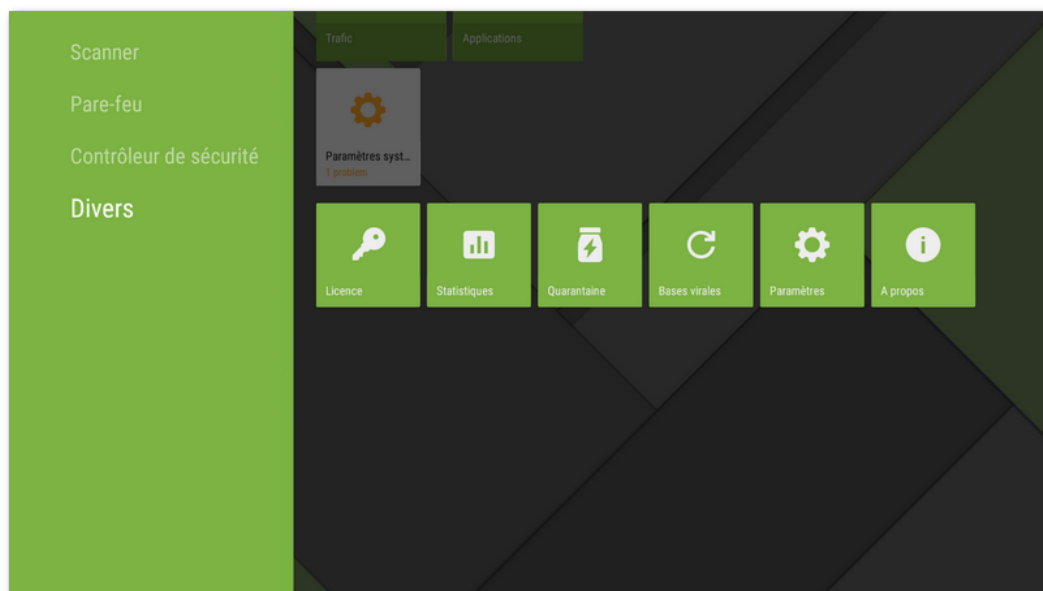 Scanner
Pare-feu
Contrôleur de sécurité
Divers
Trafic
Applications
Paramètres syst...
1 problem
Licence
Statistiques
Quarantaine
Bases virales
Paramètres
A propos